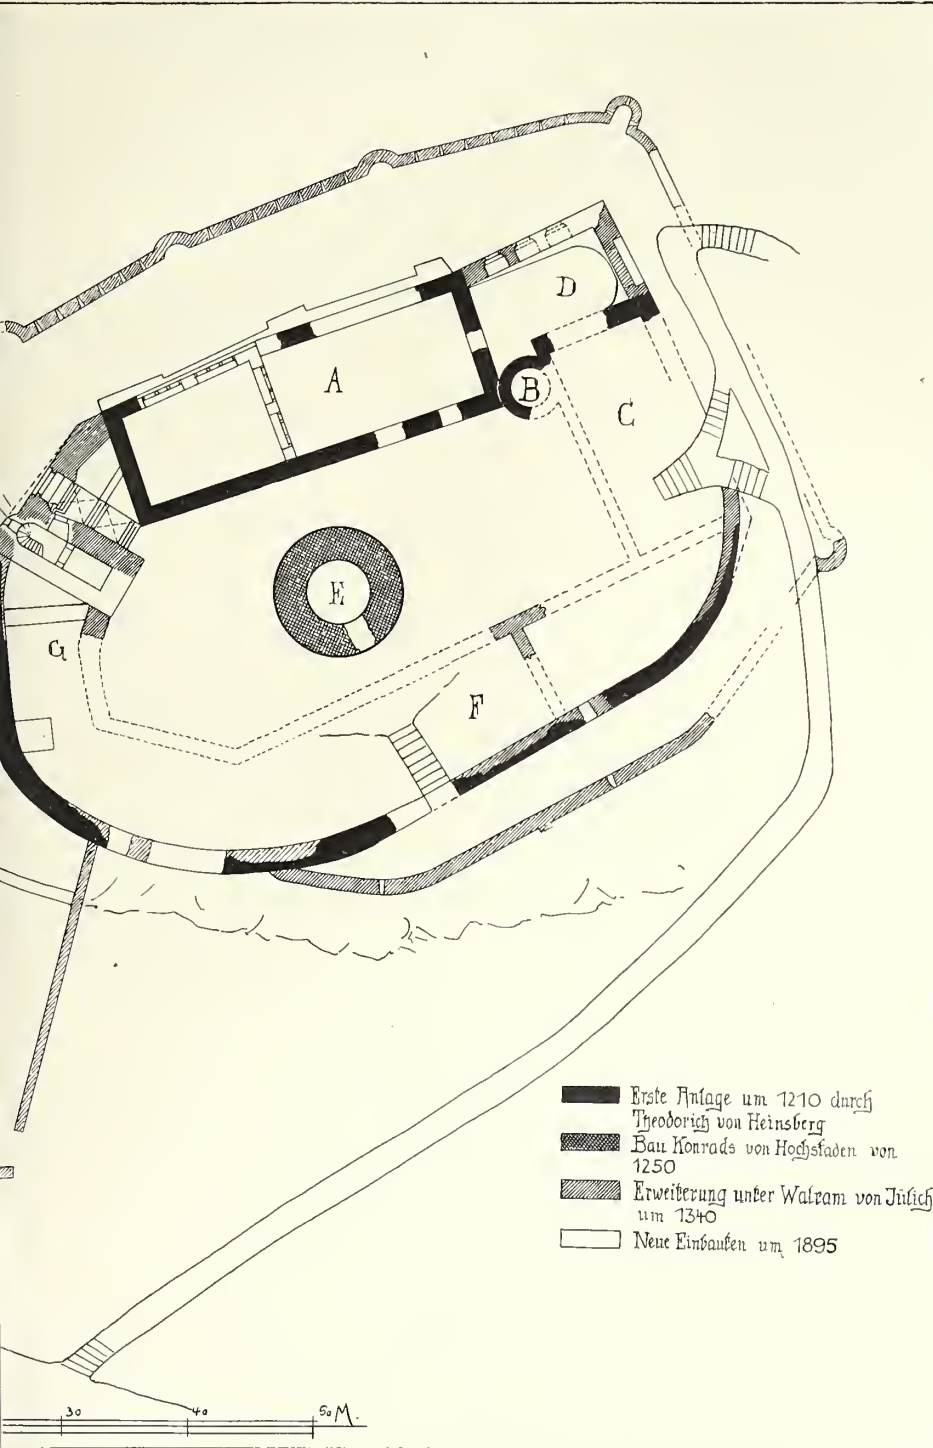 D
A
B
C
E
G
F
Erste Anlage um 1210 durch
Theodorich von Heinsberg
Bau Konrads von Hochstaden von
1250
Erweiterung unter Walram von Jülich
um 1340
Neue Einbauten um 1895
30 40 50 M.